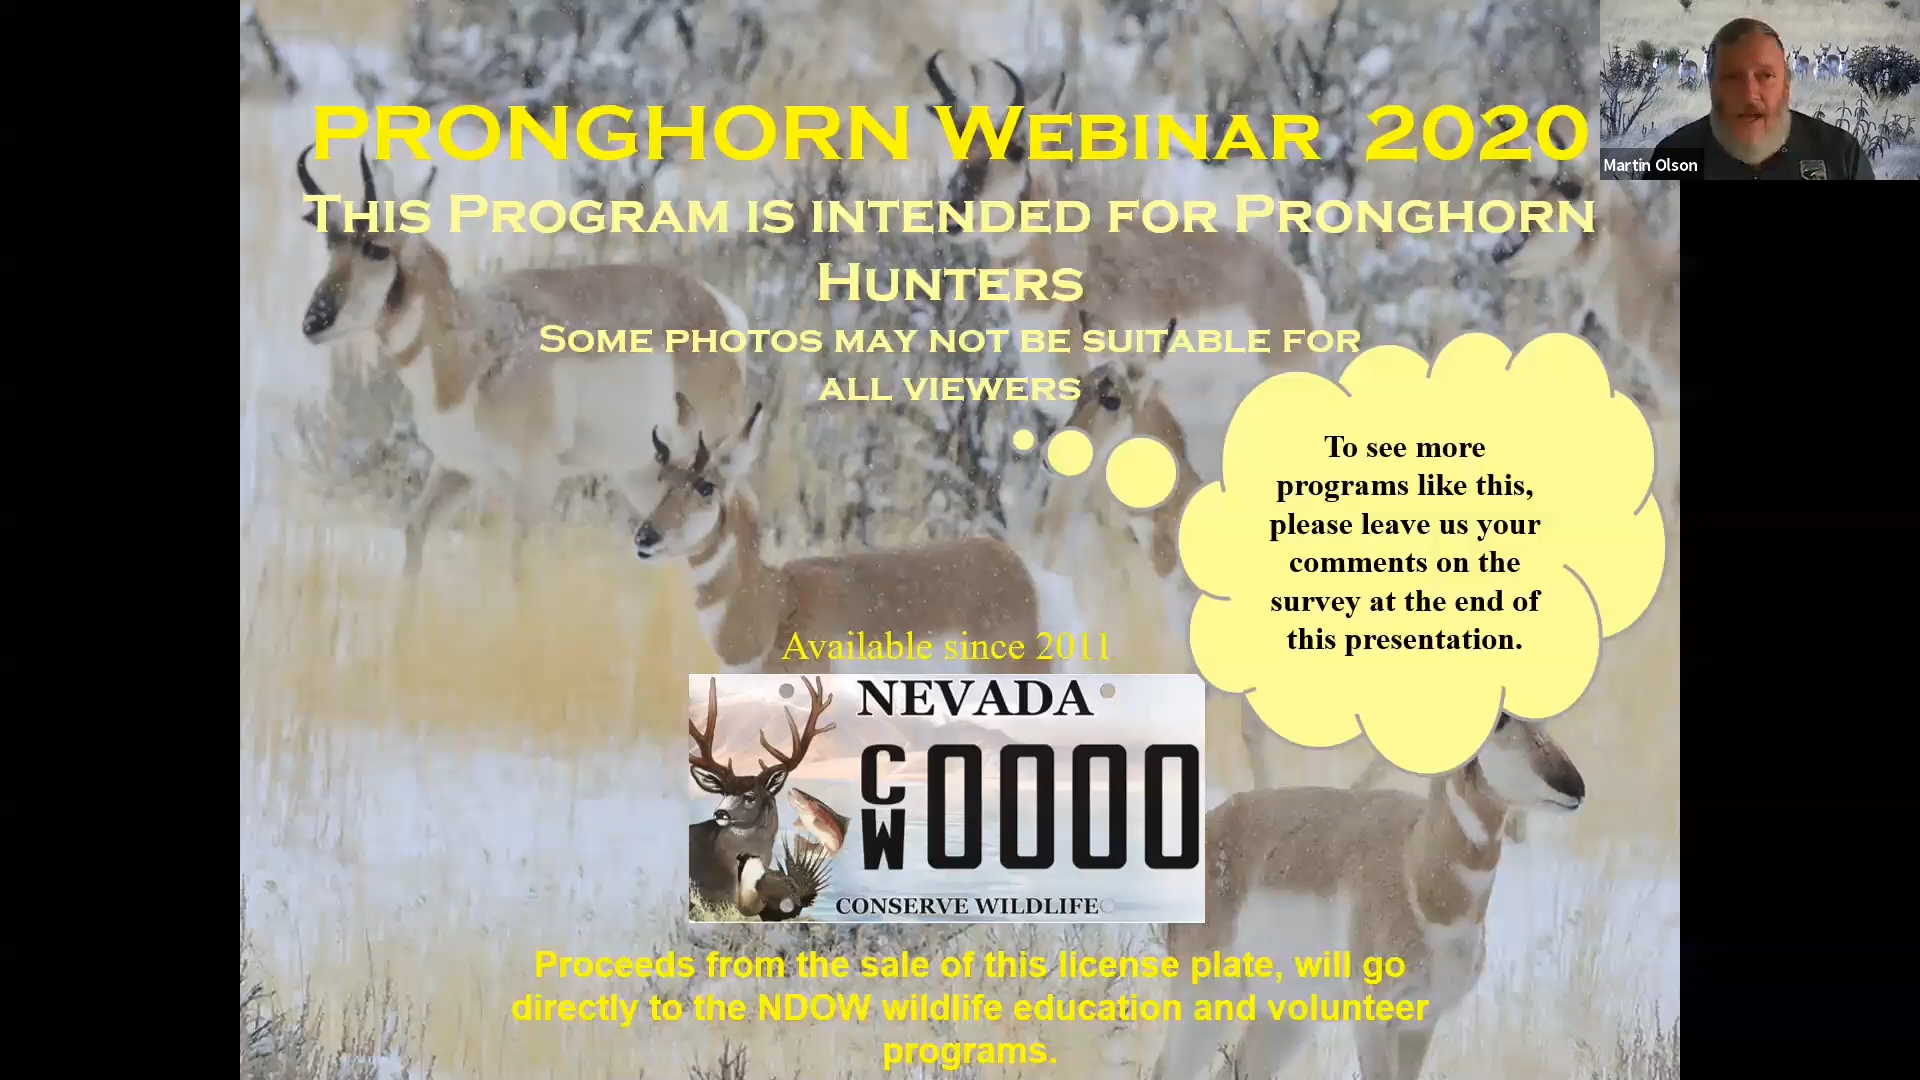 PRONGHORN WEBINAR 2020
THIS PROGRAM IS INTENDED FOR PRONGHORN
HUNTERS
SOME PHOTOS MAY NOT BE SUITABLE FOR
ALL VIEWERS
Martin Olson
To see more
programs like this,
please leave us your
comments on the
survey at the end of
this presentation.
Available since 2011
NEVADA
CW0000
CONSERVE WILDLIFE
Proceeds from the sale of this license plate, will go
directly to the NDOW wildlife education and volunteer
programs.